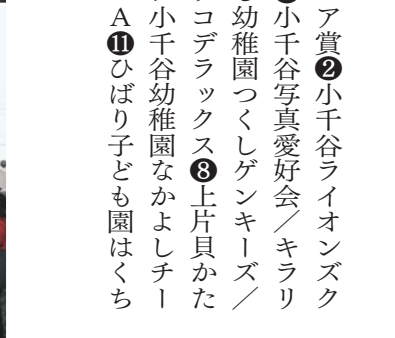 ア賞❷小千谷ライオンズク
小千谷写真愛好会／キラリ
幼稚園つくしゲンキーズ／
コデラックス❽上片貝かた
小千谷幼稚園なかよしチー
A⓫ひばり子ども園はくち